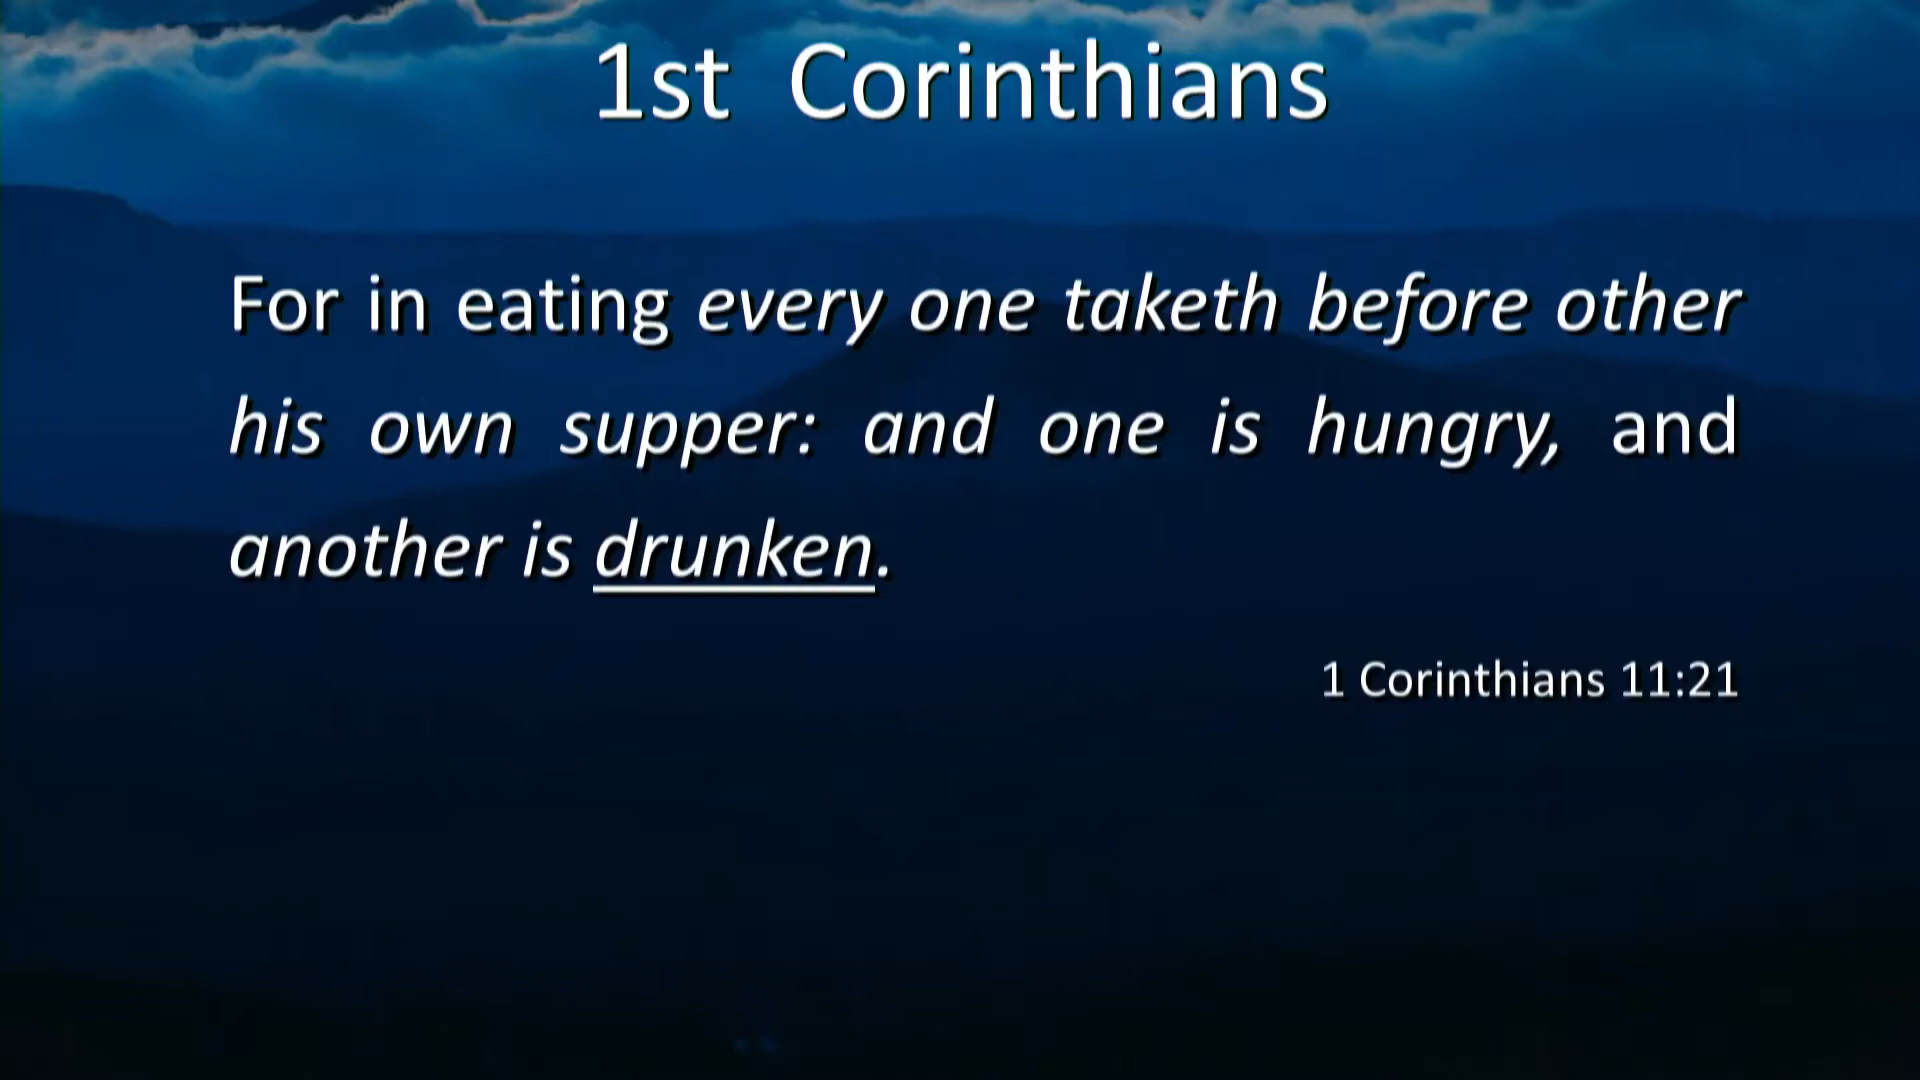 1st Corinthians
For in eating every one taketh before other
his own supper: and one is hungry, and
another is drunken.
1 Corinthians 11:21